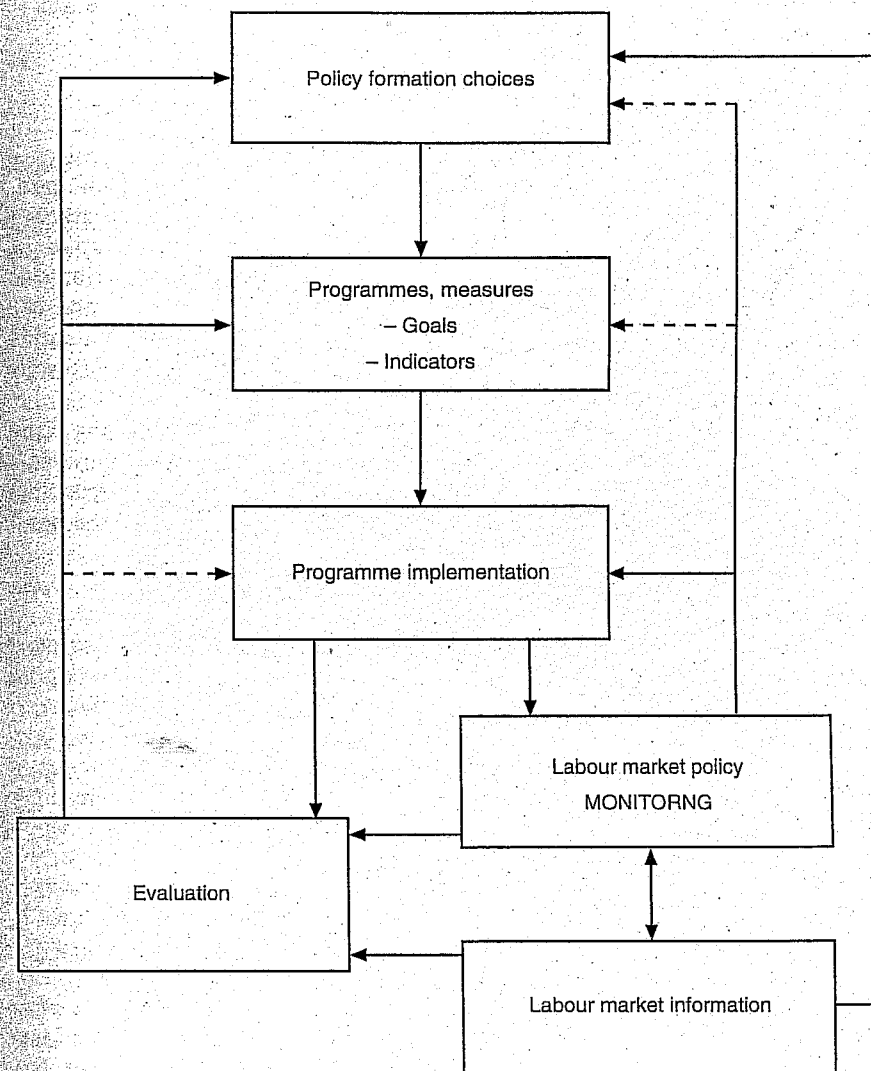 Policy formation choices
Programmes, measures
– Goals
– Indicators
Programme implementation
Labour market policy
MONITORNG
Evaluation
Labour market information